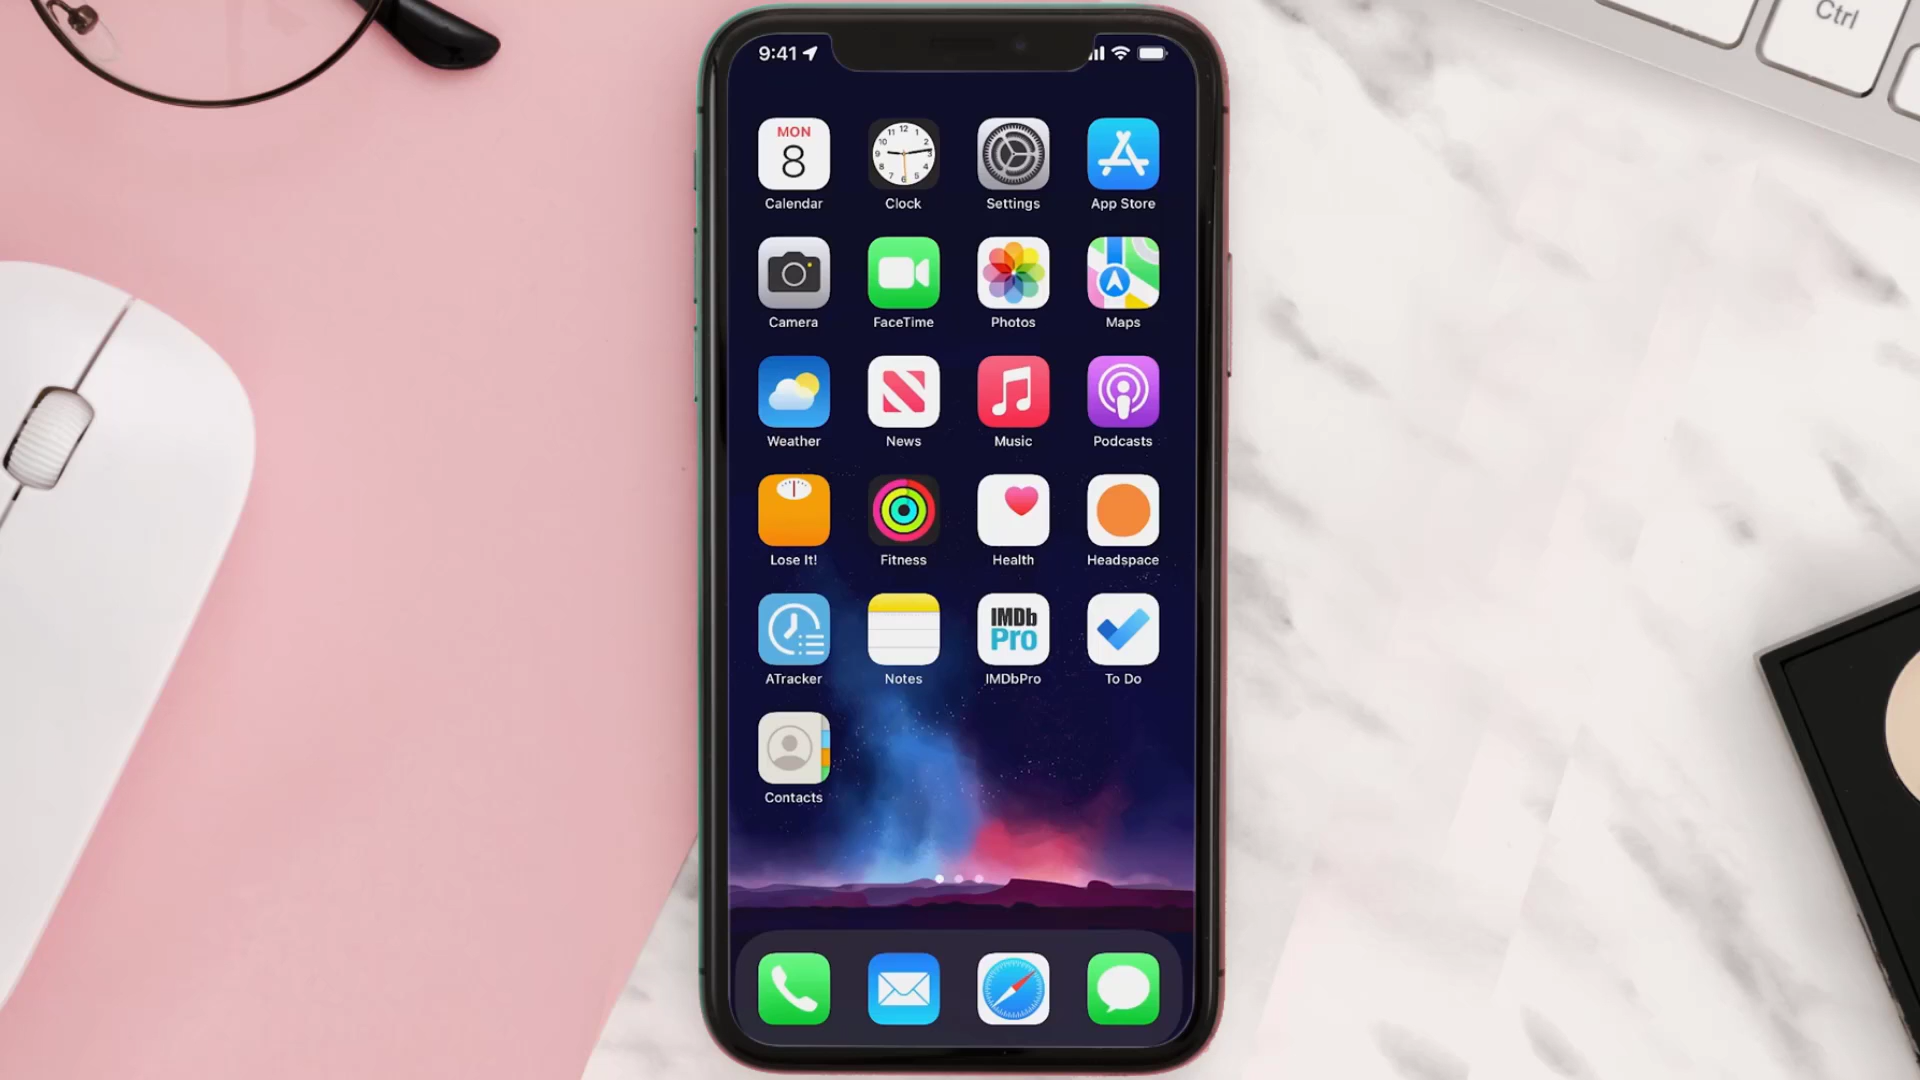 Ctrl
9:41
MON
8
Calendar
Clock
Settings
App Store
Camera
FaceTime
Photos
Maps
Weather
News
Music
Podcasts
Lose It!
Fitness
Health
Headspace
IMDb
Pro
ATracker
Notes
IMDbPro
To Do
Contacts